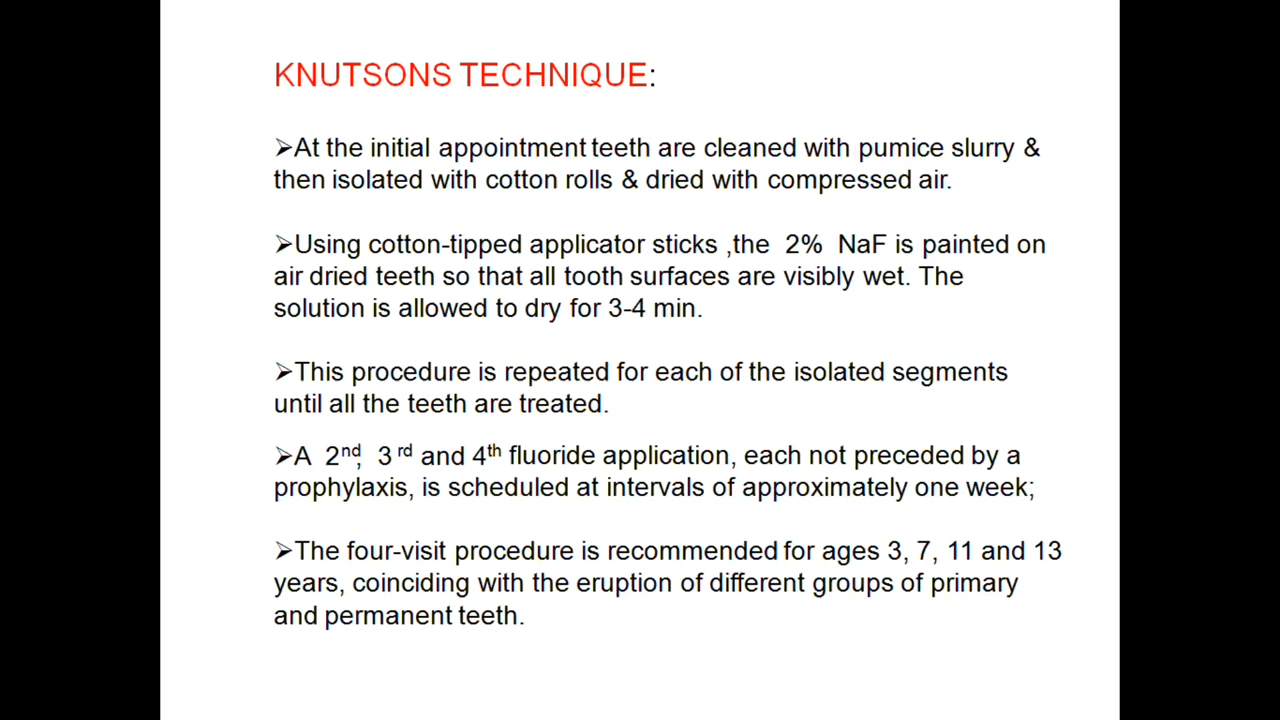 KNUTSONS TECHNIQUE:
➢At the initial appointment teeth are cleaned with pumice slurry &
then isolated with cotton rolls & dried with compressed air.
➢Using cotton-tipped applicator sticks ,the 2% NaF is painted on
air dried teeth so that all tooth surfaces are visibly wet. The
solution is allowed to dry for 3-4 min.
➢This procedure is repeated for each of the isolated segments
until all the teeth are treated.
➢A 2nd, 3 rd and 4th fluoride application, each not preceded by a
prophylaxis, is scheduled at intervals of approximately one week;
➢The four-visit procedure is recommended for ages 3, 7, 11 and 13
years, coinciding with the eruption of different groups of primary
and permanent teeth.